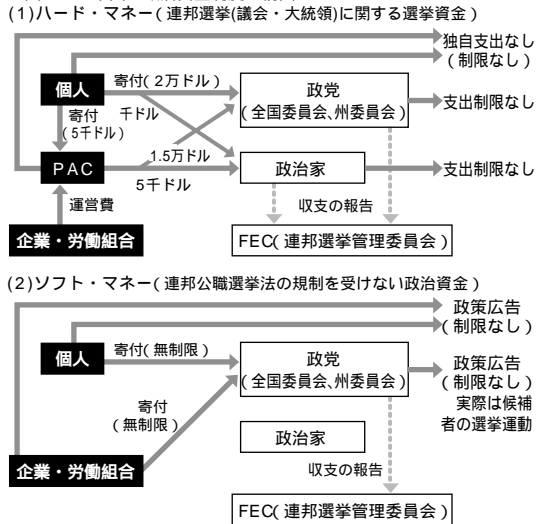 (1)ハード・マネー(連邦選挙(議会・大統領)に関する選挙資金)
独自支出なし
(制限なし)
個人
寄付(2万ドル)
政党
(全国委員会、州委員会)
支出制限なし
寄付
(5千ドル)
千ドル
PAC
1.5万ドル
5千ドル
政治家
支出制限なし
運営費
収支の報告
企業・労働組合
FEC(連邦選挙管理委員会)
(2)ソフト・マネー(連邦公職選挙法の規制を受けない政治資金)
政策広告
(制限なし)
個人
寄付(無制限)
政党
(全国委員会、州委員会)
政策広告
(制限なし)
実際は候補
者の選挙運動
寄付
(無制限)
政治家
企業・労働組合
収支の報告
FEC(連邦選挙管理委員会)